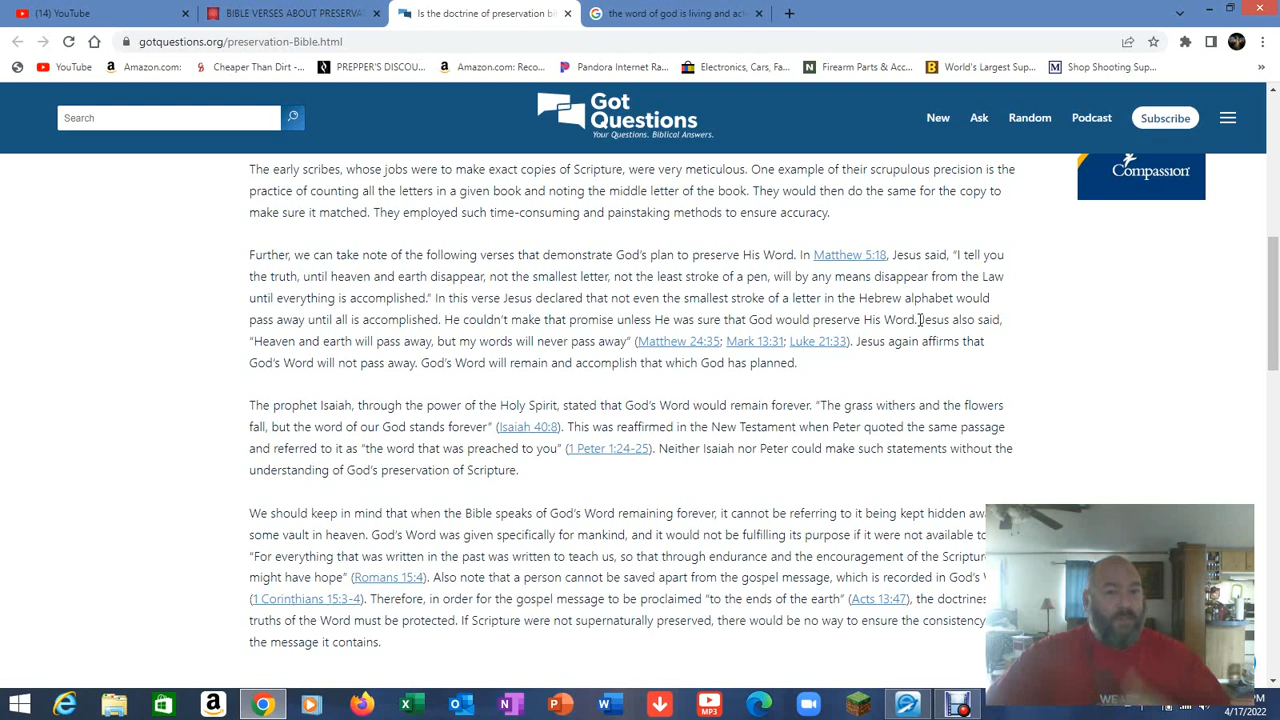 (14) YouTube
BIBLE VERSES ABOUT PRESERVAT
Is the doctrine of preservation bi
the word of god is living and act
gotquestions.org/preservation-Bible.html
YouTube
Amazon.com:
Cheaper Than Dirt -...
PREPPER'S DISCOU...
Amazon.com: Reco...
Pandora Internet Ra...
Electronics, Cars, Fa...
Firearm Parts & Acc...
World's Largest Sup...
Shop Shooting Sup...
Search
Got Questions
Your Questions. Biblical Answers.
New
Ask
Random
Podcast
Subscribe
Compassion
The early scribes, whose jobs were to make exact copies of Scripture, were very meticulous. One example of their scrupulous precision is the
practice of counting all the letters in a given book and noting the middle letter of the book. They would then do the same for the copy to
make sure it matched. They employed such time-consuming and painstaking methods to ensure accuracy.
Further, we can take note of the following verses that demonstrate God's plan to preserve His Word. In Matthew 5:18, Jesus said, “I tell you
the truth, until heaven and earth disappear, not the smallest letter, not the least stroke of a pen, will by any means disappear from the Law
until everything is accomplished.” In this verse Jesus declared that not even the smallest stroke of a letter in the Hebrew alphabet would
pass away until all is accomplished. He couldn't make that promise unless He was sure that God would preserve His Word. Jesus also said,
“Heaven and earth will pass away, but my words will never pass away” (Matthew 24:35; Mark 13:31; Luke 21:33). Jesus again affirms that
God's Word will not pass away. God's Word will remain and accomplish that which God has planned.
The prophet Isaiah, through the power of the Holy Spirit, stated that God's Word would remain forever. “The grass withers and the flowers
fall, but the word of our God stands forever” (Isaiah 40:8). This was reaffirmed in the New Testament when Peter quoted the same passage
and referred to it as “the word that was preached to you” (1 Peter 1:24-25). Neither Isaiah nor Peter could make such statements without the
understanding of God's preservation of Scripture.
We should keep in mind that when the Bible speaks of God's Word remaining forever, it cannot be referring to it being kept hidden aw
some vault in heaven. God's Word was given specifically for mankind, and it would not be fulfilling its purpose if it were not available to
“For everything that was written in the past was written to teach us, so that through endurance and the encouragement of the Scriptur
might have hope” (Romans 15:4). Also note that a person cannot be saved apart from the gospel message, which is recorded in God's W
(1 Corinthians 15:3-4). Therefore, in order for the gospel message to be proclaimed “to the ends of the earth” (Acts 13:47), the doctrines
truths of the Word must be protected. If Scripture were not supernaturally preserved, there would be no way to ensure the consistency
the message it contains.
MP3
4/17/2022